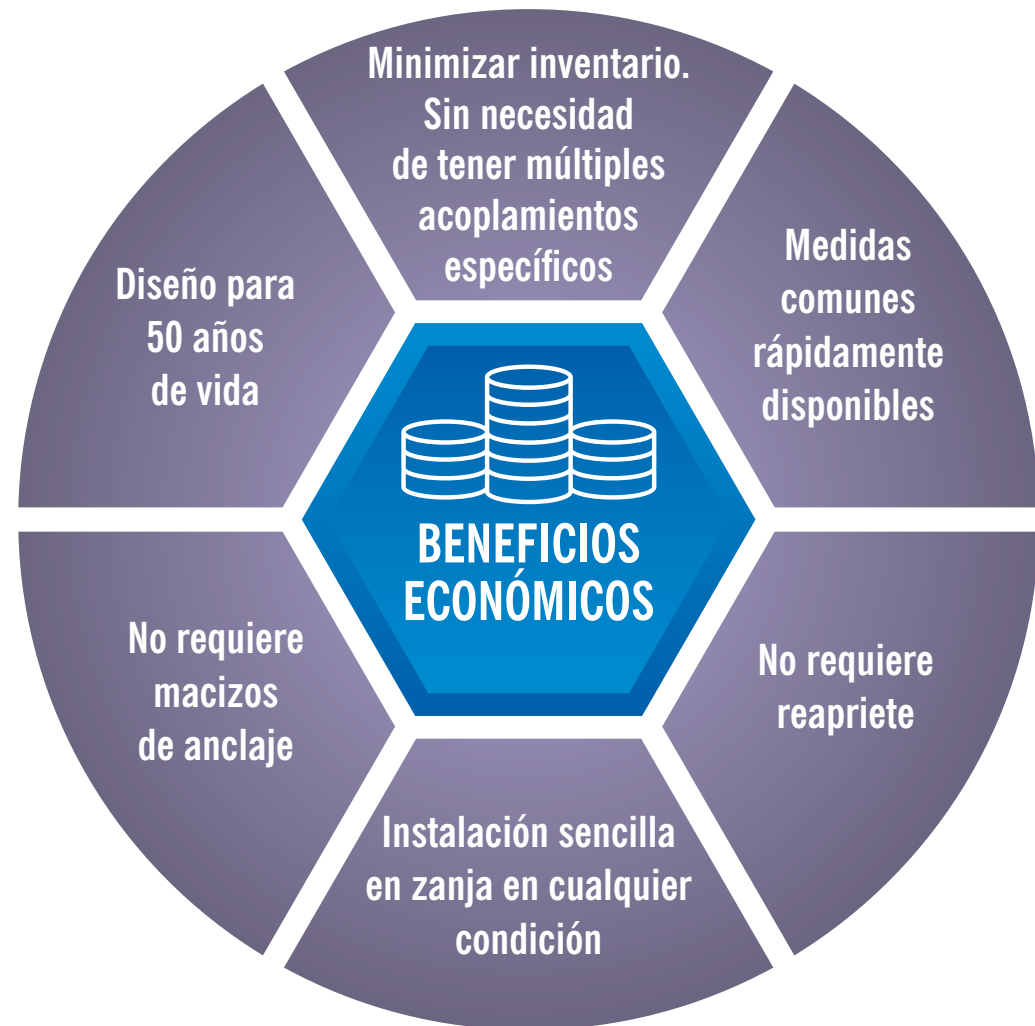 Minimizar inventario.
Sin necesidad
de tener múltiples
acoplamientos
específicos
Medidas
comunes
rápidamente
disponibles
No requiere
reapriete
Instalación sencilla
en zanja en cualquier
condición
No requiere
macizos
de anclaje
Diseño para
50 años
de vida
BENEFICIOS
ECONÓMICOS